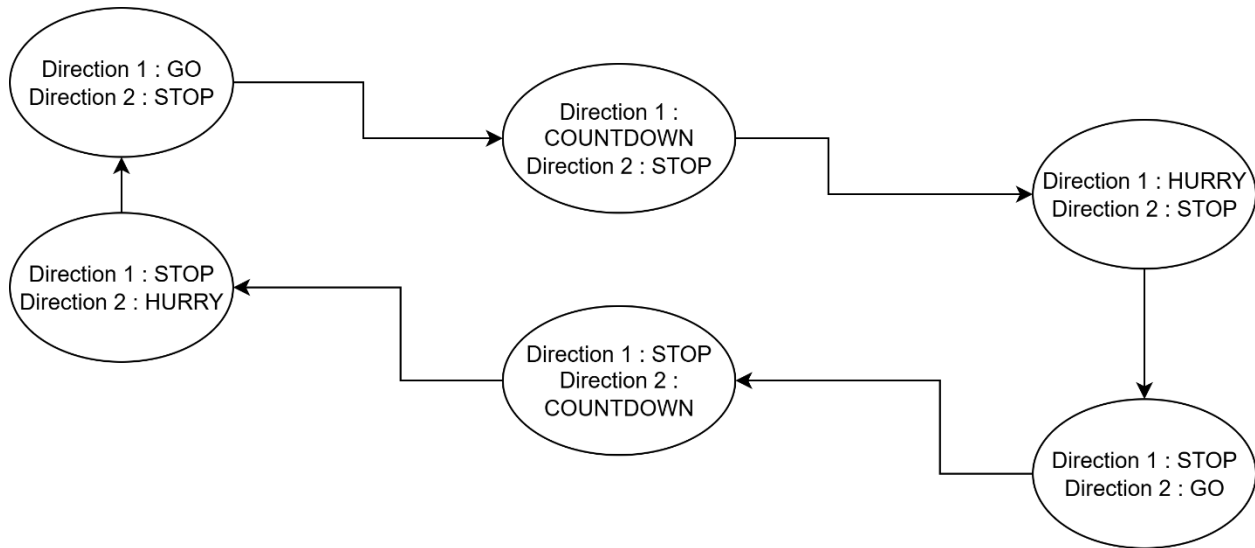 Direction 1 : GO
Direction 2 : STOP
Direction 1 :
COUNTDOWN
Direction 2 : STOP
Direction 1 : HURRY
Direction 2 : STOP
Direction 1 : STOP
Direction 2 : HURRY
Direction 1 : STOP
Direction 2 :
COUNTDOWN
Direction 1 : STOP
Direction 2 : GO